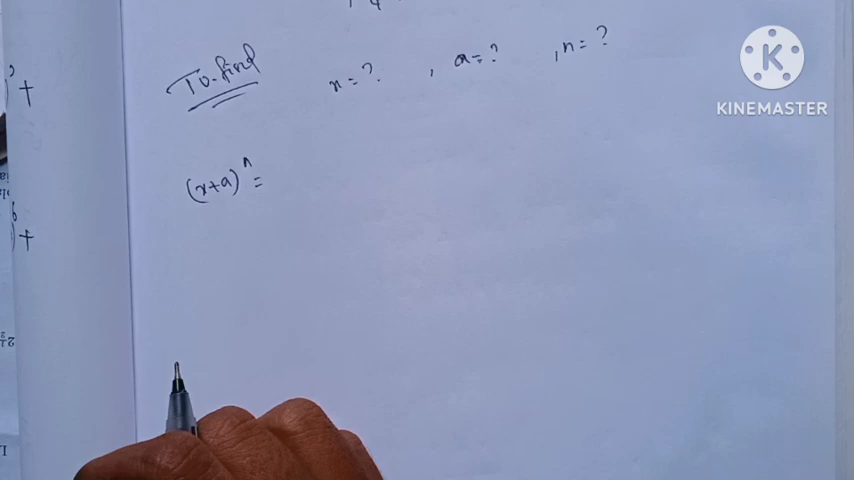 To find x = ? , a = ? , n = ?
(x+a)^n =
KINEMASTER